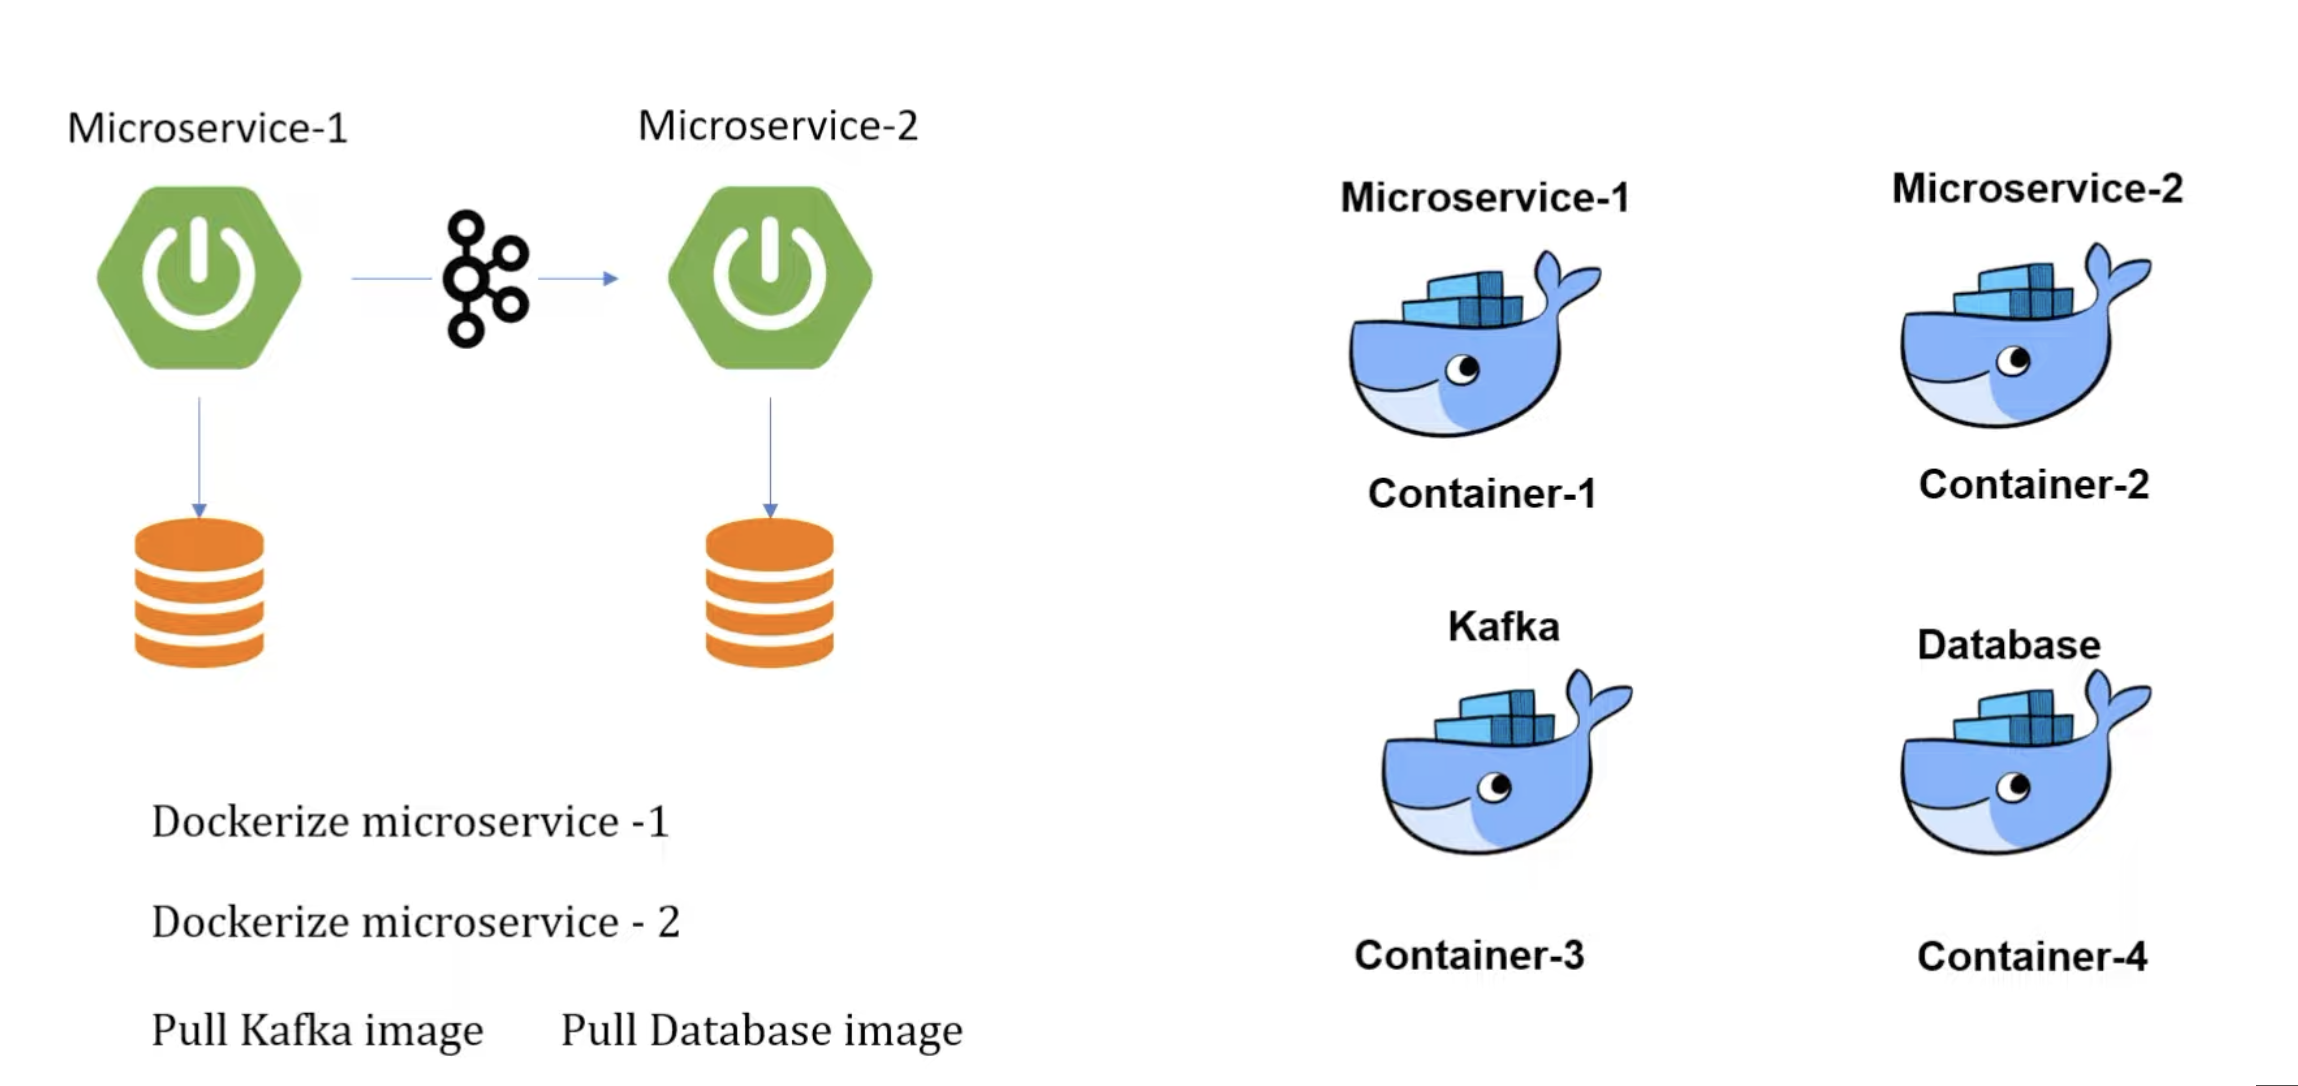 Microservice-1
Microservice-2
Dockerize microservice -1
Dockerize microservice - 2
Pull Kafka image
Pull Database image
Microservice-1
Container-1
Microservice-2
Container-2
Kafka
Container-3
Database
Container-4